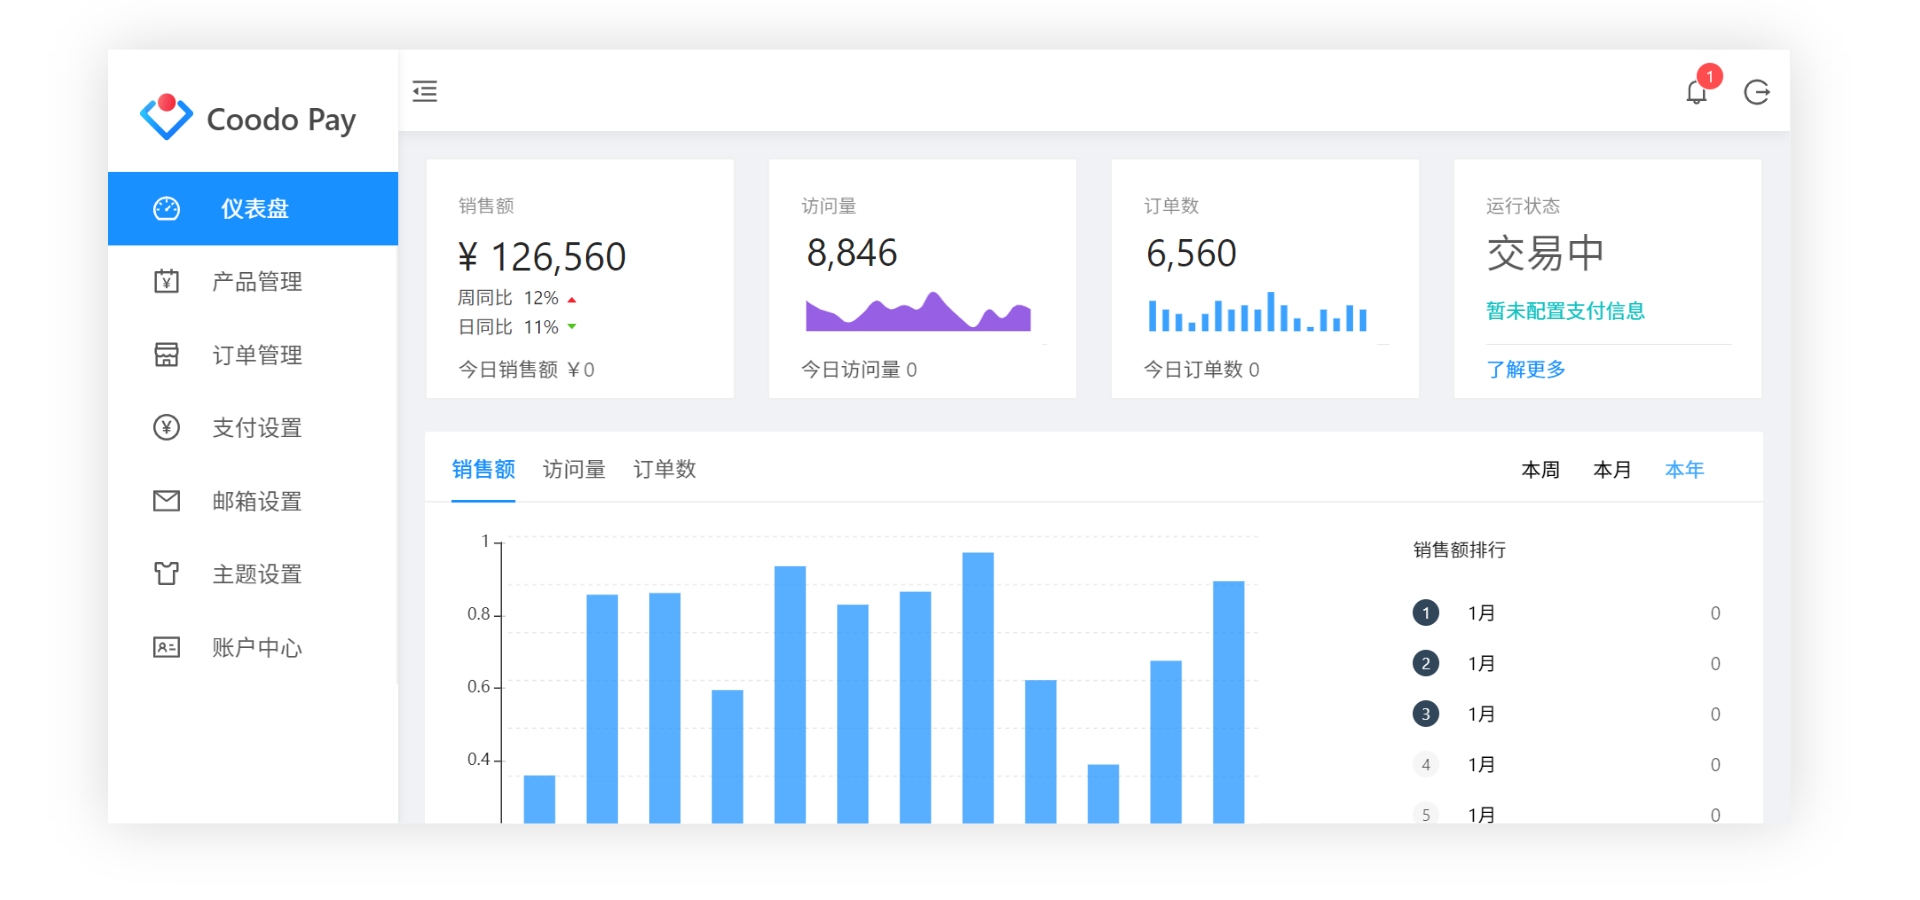 Coodo Pay
1
仪表盘
产品管理
订单管理
支付设置
邮箱设置
主题设置
账户中心
销售额
¥ 126,560
周同比 12%
日同比 11%
今日销售额 ￥0
访问量
8,846
今日访问量 0
订单数
6,560
今日订单数 0
运行状态
交易中
暂未配置支付信息
了解更多
销售额 访问量 订单数
本周 本月 本年
1
0.8
0.6
0.4
销售额排行
1 1月 0
2 1月 0
3 1月 0
4 1月 0
5 1月 0